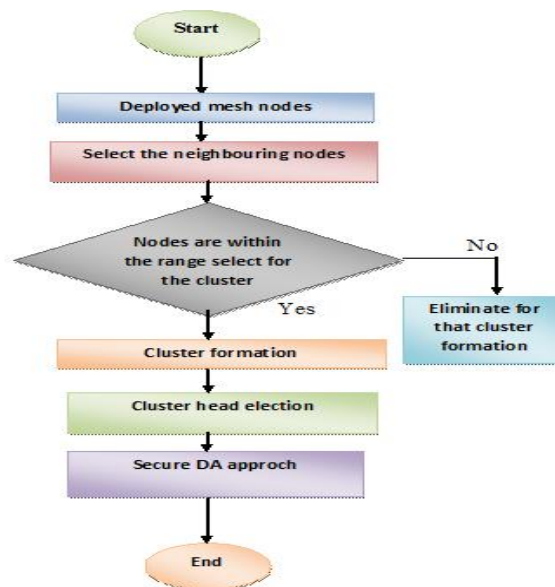 Start
Deployed mesh nodes
Select the neighbouring nodes
Nodes are within
the range select for
the cluster
No
Yes
Eliminate for
that cluster
formation
Cluster formation
Cluster head election
Secure DA approch
End